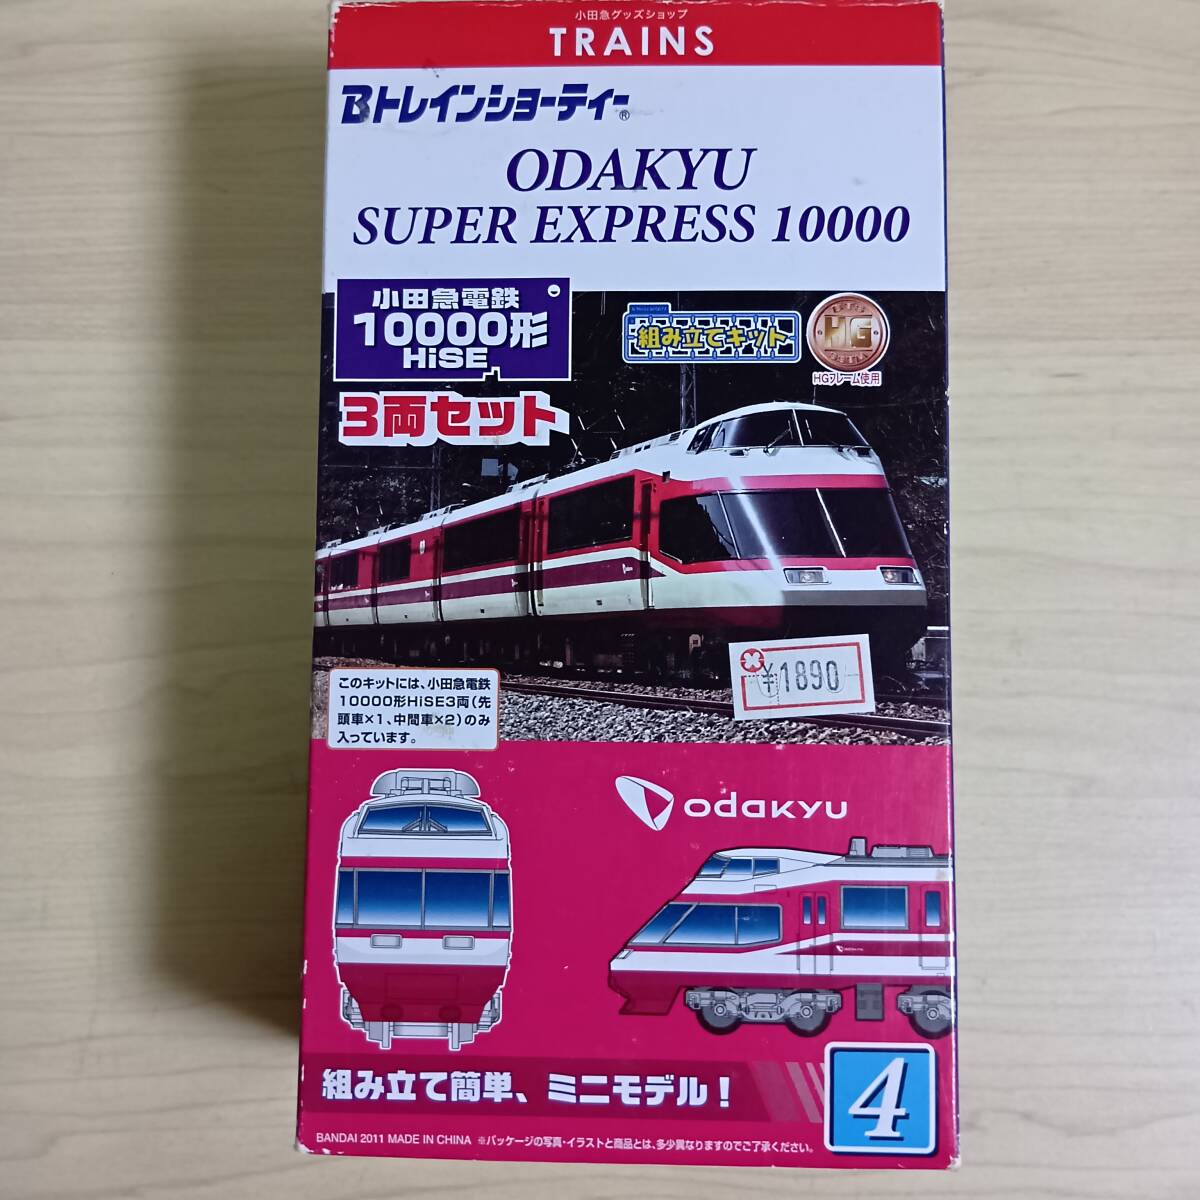 小田急グッズショップ
TRAINS
Bトレインショーティー®
ODAKYU
SUPER EXPRESS 10000
小田急電鉄
10000形
HiSE
組み立てキット
HG
HGフレーム使用
3両セット
¥1890
このキットには、小田急電鉄
10000形HiSE3両(先
頭車×1、中間車×2)のみ
入っています。
odakyu
組み立て簡単、ミニモデル!
4
BANDAI 2011 MADE IN CHINA ※パッケージの写真・イラストと商品とは、多少異なりますのでご了承ください。